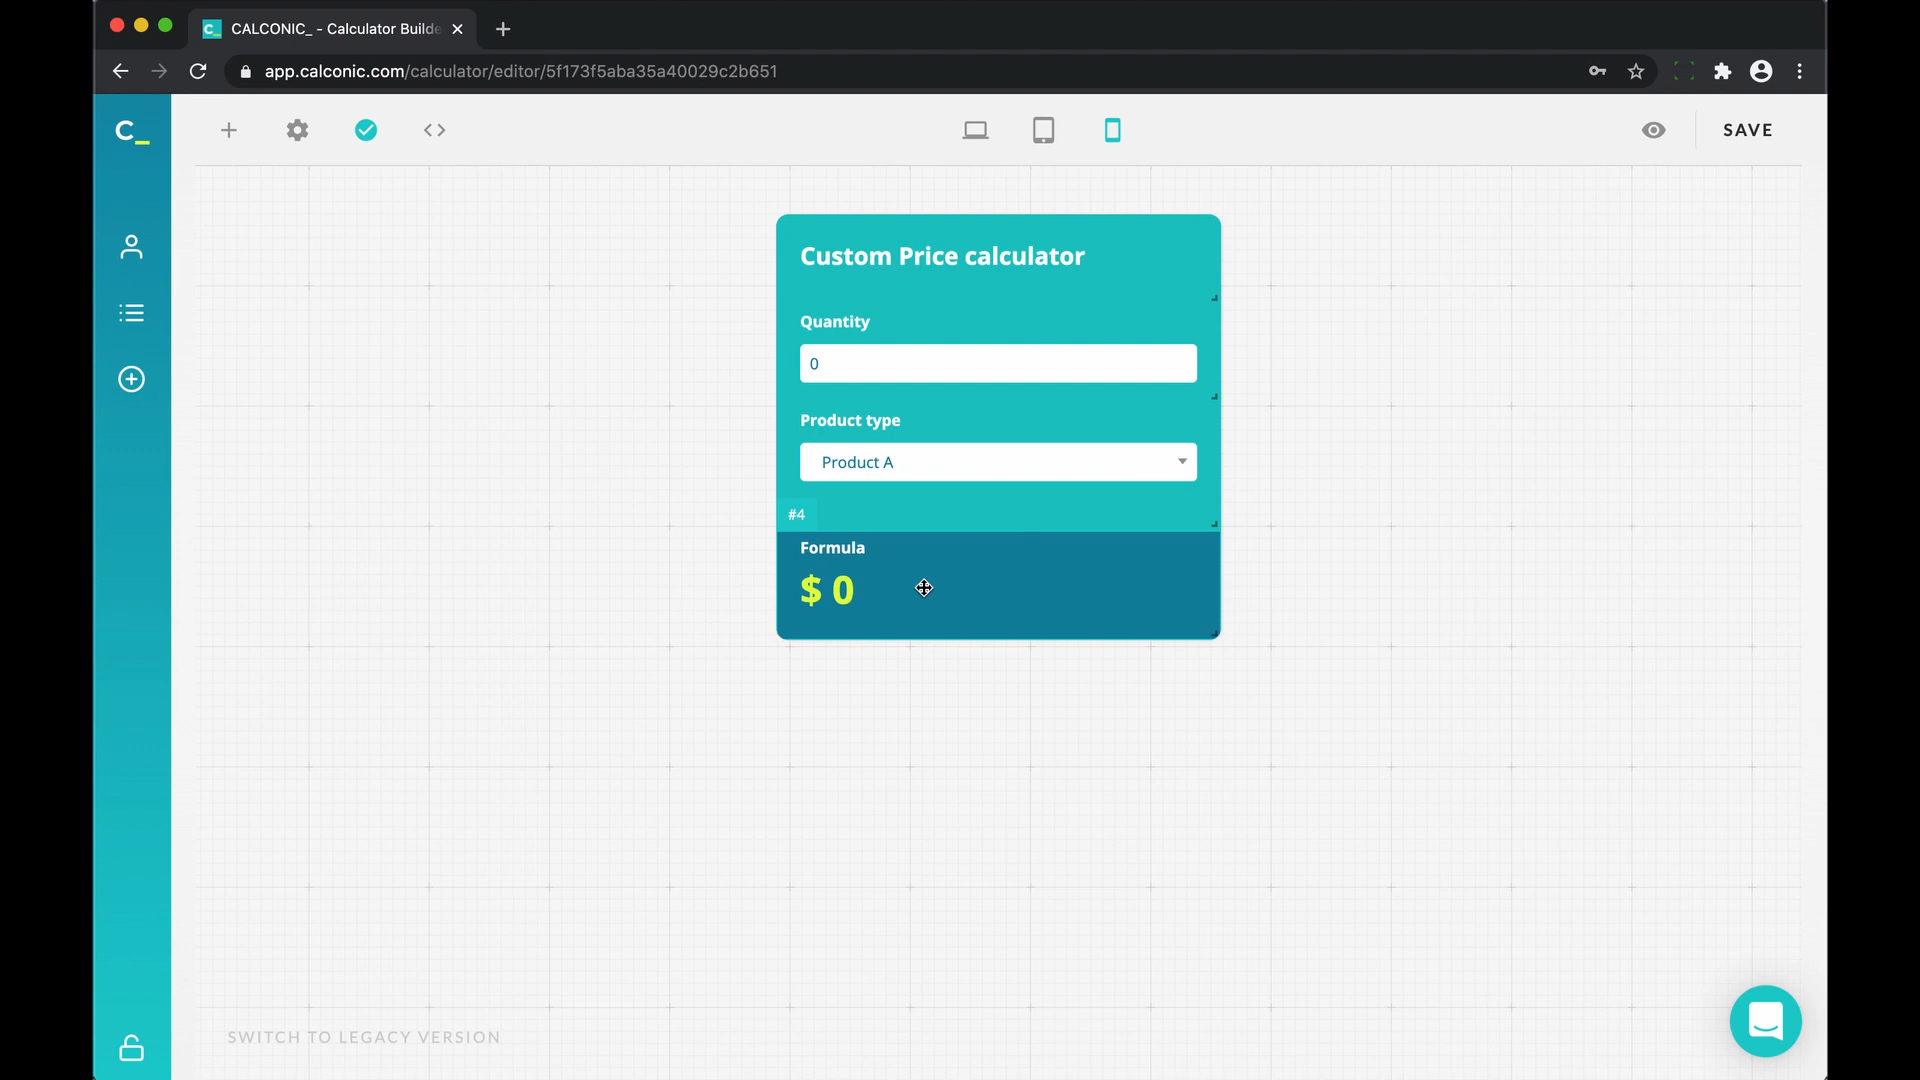 CALCONIC_ - Calculator Builde
app.calconic.com/calculator/editor/5f173f5aba35a40029c2b651
C_
SAVE
Custom Price calculator
Quantity
0
Product type
Product A
#4
Formula
$ 0
SWITCH TO LEGACY VERSION